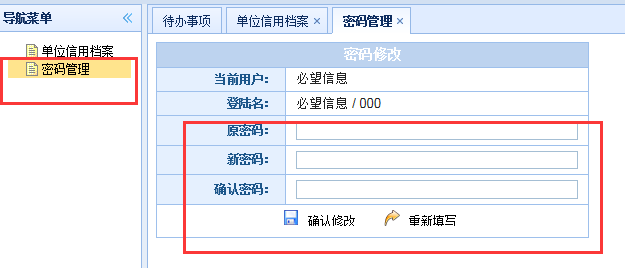 导航菜单
单位信用档案
密码管理
待办事项
单位信用档案
密码管理
密码修改
当前用户: 必望信息
登陆名: 必望信息 / 000
原密码:
新密码:
确认密码:
确认修改 重新填写